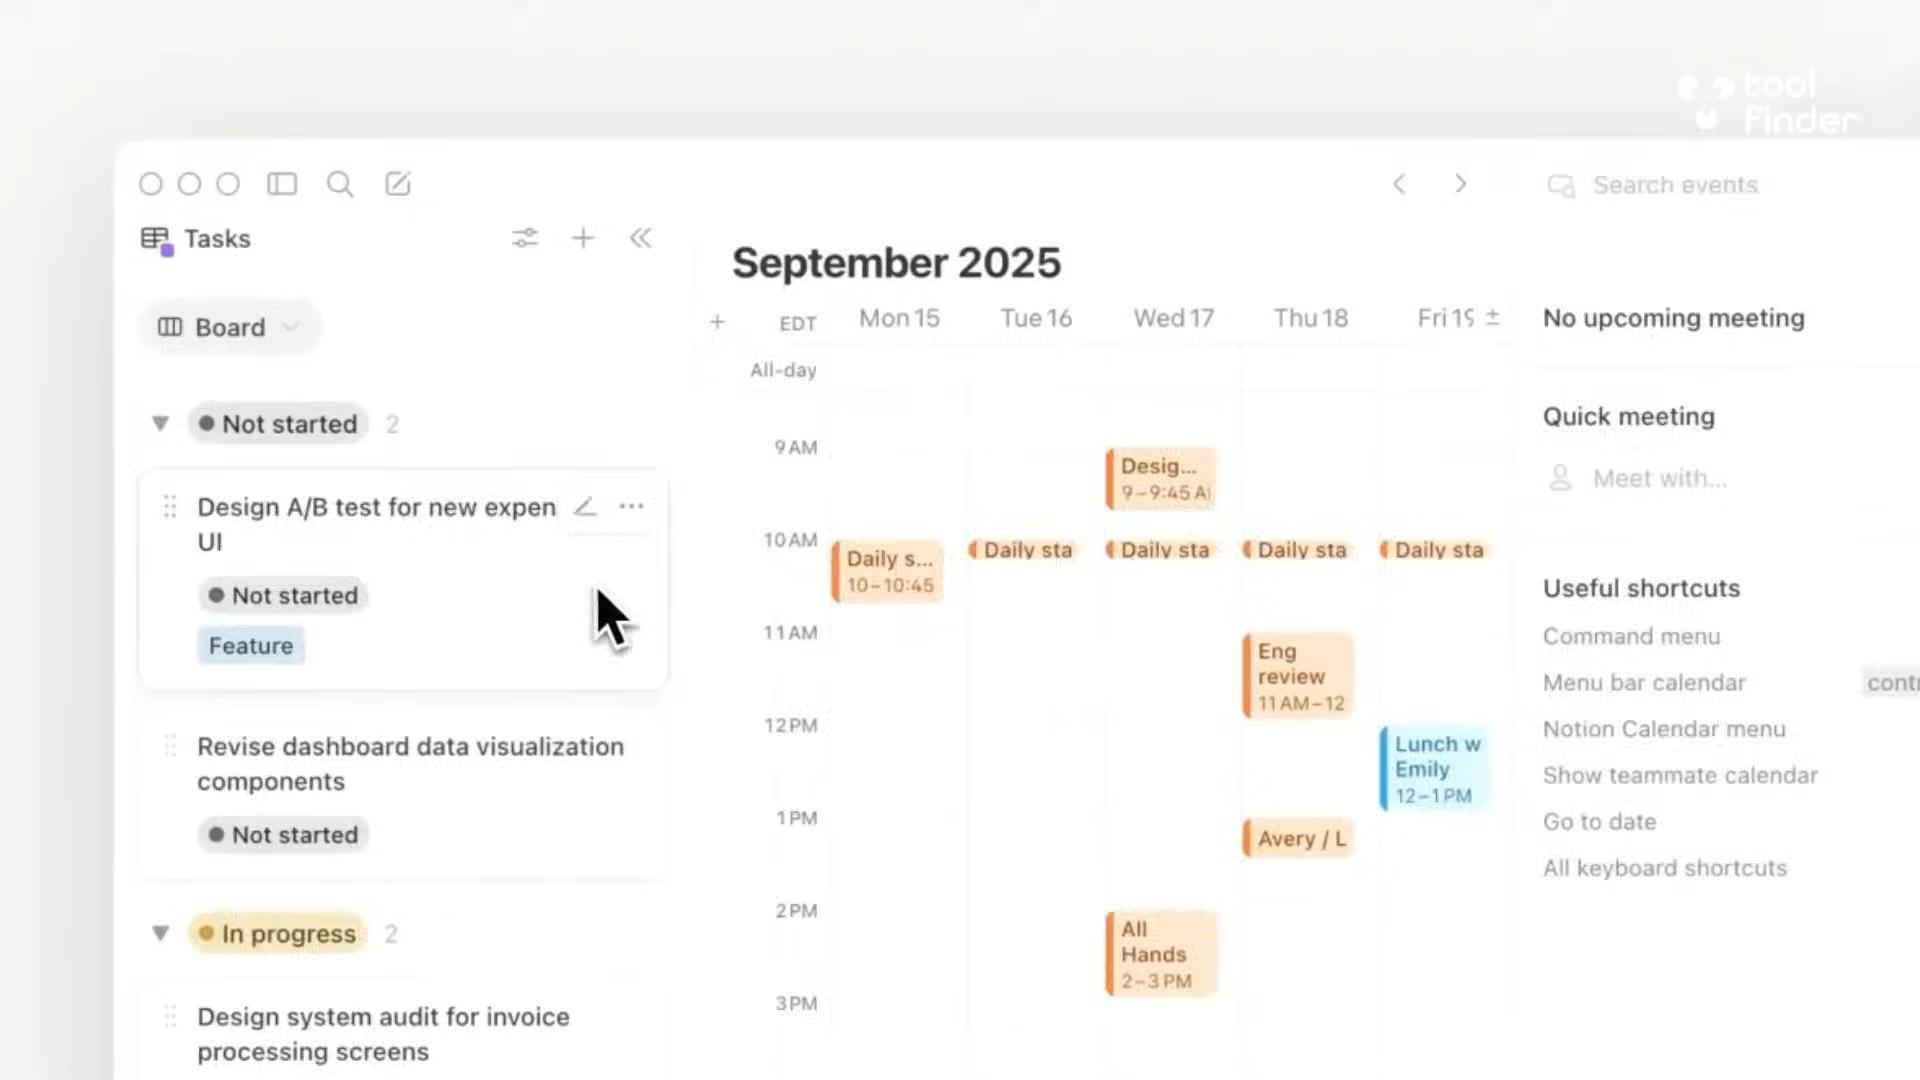 tool
finder
Search events
Tasks
Board
Not started 2
Design A/B test for new expen
UI
Not started
Feature
Revise dashboard data visualization
components
Not started
In progress 2
Design system audit for invoice
processing screens
September 2025
EDT Mon 15 Tue 16 Wed 17 Thu 18 Fri 19
All-day
9 AM
10 AM
11 AM
12 PM
1 PM
2 PM
3 PM
Daily s...
10–10:45
Daily sta
Desig...
9–9:45 A
Daily sta
All
Hands
2–3 PM
Daily sta
Eng
review
11 AM–12
Avery / L
Daily sta
Lunch w
Emily
12–1 PM
No upcoming meeting
Quick meeting
Meet with...
Useful shortcuts
Command menu
Menu bar calendar contr
Notion Calendar menu
Show teammate calendar
Go to date
All keyboard shortcuts